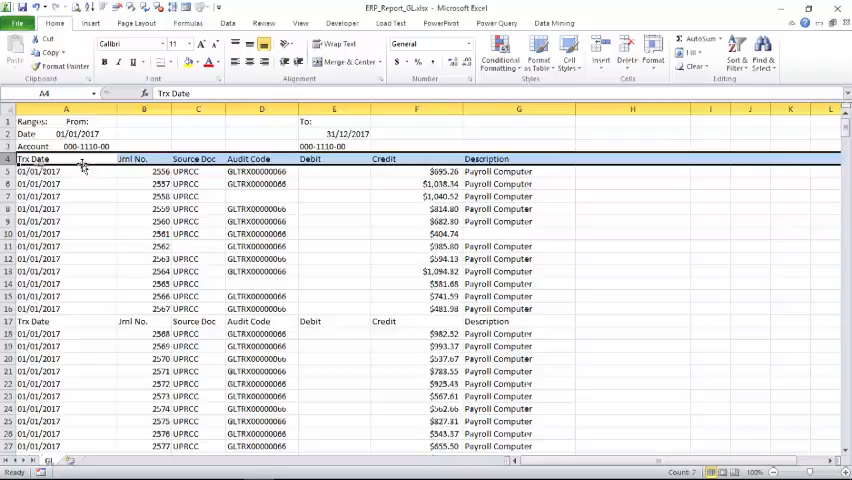 ERP_Report_GL.xlsx - Microsoft Excel
File Home Insert Page Layout Formulas Data Review View Developer Load Test PowerPivot Power Query Data Mining
Cut Calibri 11 Wrap Text General AutoSum
Copy Fill
Paste Format Painter Merge & Center Conditional Formatting Format as Table Cell Styles Insert Delete Format Clear Sort & Filter Find & Select
Clipboard Font Alignment Number Styles Cells Editing
A4 fx Trx Date
A B C D E F G H I J K L
1 Ranges: From: To:
2 Date 01/01/2017 31/12/2017
3 Account 000-1110-00 000-1110-00
4 Trx Date Jrnl No. Source Doc Audit Code Debit Credit Description
5 01/01/2017 2556 UPRCC GLTRX00000066 $695.26 Payroll Computer
6 01/01/2017 2557 UPRCC GLTRX00000066 $1,038.34 Payroll Computer
7 01/01/2017 2558 UPRCC $1,040.52 Payroll Computer
8 01/01/2017 2559 UPRCC GLTRX00000066 $814.80 Payroll Computer
9 01/01/2017 2560 UPRCC GLTRX00000066 $682.30 Payroll Computer
10 01/01/2017 2561 UPRCC GLTRX00000066 $404.74
11 01/01/2017 2562 GLTRX00000066 $985.80 Payroll Computer
12 01/01/2017 2563 UPRCC GLTRX00000066 $594.13 Payroll Computer
13 01/01/2017 2564 UPRCC GLTRX00000066 $1,094.32 Payroll Computer
14 01/01/2017 2565 UPRCC $581.68 Payroll Computer
15 01/01/2017 2566 UPRCC GLTRX00000066 $741.59 Payroll Computer
16 01/01/2017 2567 UPRCC GLTRX00000066 $481.98 Payroll Computer
17 Trx Date Jrnl No. Source Doc Audit Code Debit Credit Description
18 01/01/2017 2568 UPRCC GLTRX00000066 $982.52 Payroll Computer
19 01/01/2017 2569 UPRCC GLTRX00000066 $993.37 Payroll Computer
20 01/01/2017 2570 UPRCC GLTRX00000066 $537.67 Payroll Computer
21 01/01/2017 2571 UPRCC GLTRX00000066 $783.55 Payroll Computer
22 01/01/2017 2572 UPRCC GLTRX00000066 $925.43 Payroll Computer
23 01/01/2017 2573 UPRCC GLTRX00000066 $567.61 Payroll Computer
24 01/01/2017 2574 UPRCC GLTRX00000066 $562.66 Payroll Computer
25 01/01/2017 2575 UPRCC GLTRX00000066 $827.31 Payroll Computer
26 01/01/2017 2576 UPRCC GLTRX00000066 $543.37 Payroll Computer
27 01/01/2017 2577 UPRCC GLTRX00000066 $655.50 Payroll Computer
GL
Ready Count: 7 100%